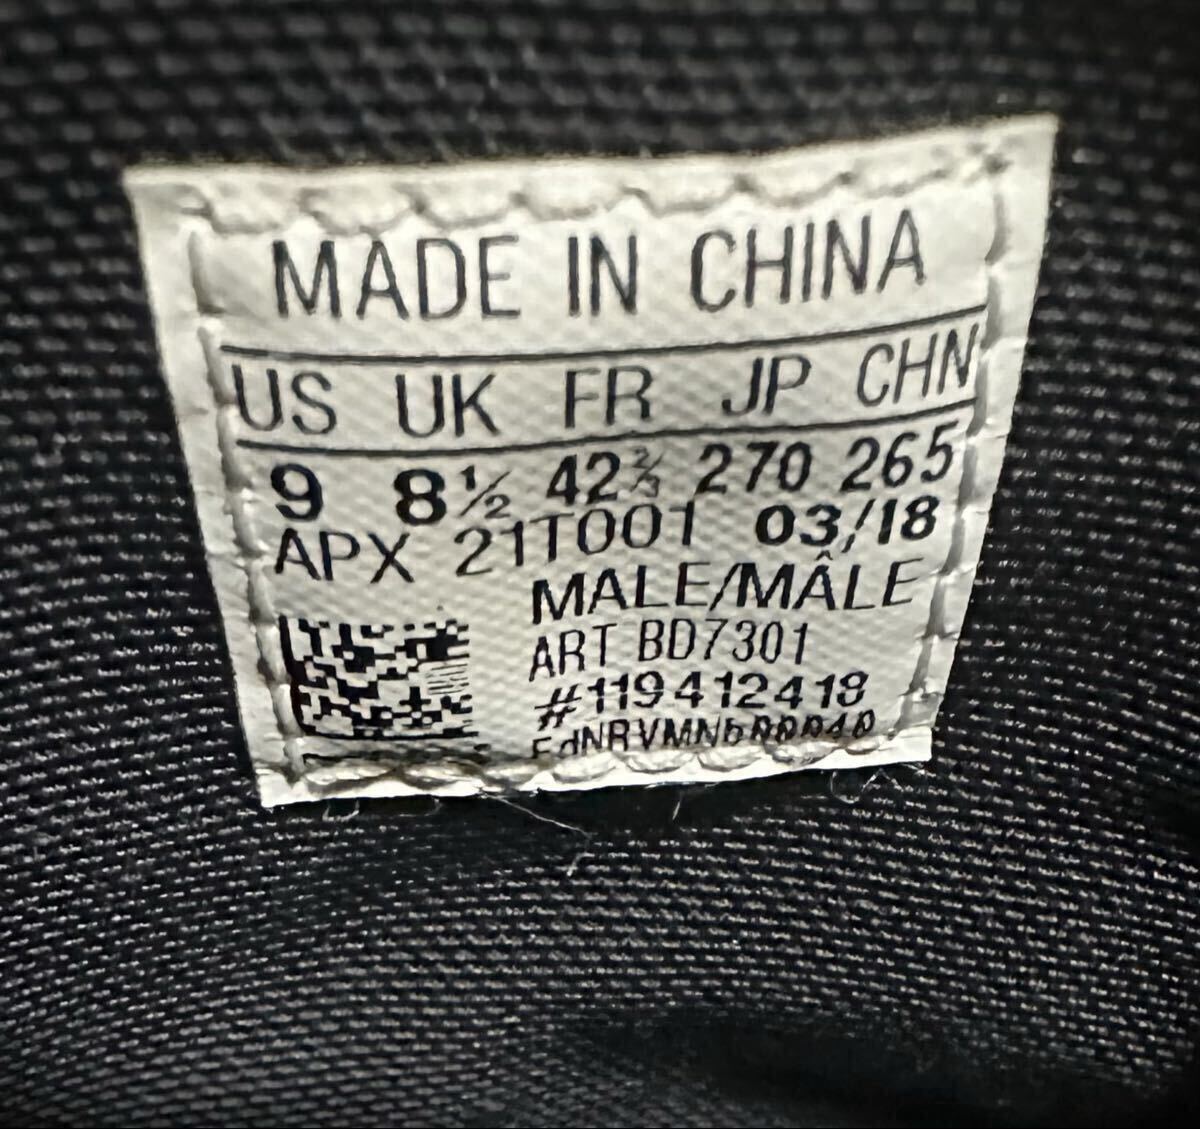 MADE IN CHINA
US UK FR JP CHN
9 8½ 42⅔ 270 265
APX 21T001 03/18
MALE/MÂLE
ART BD7301
#119412418